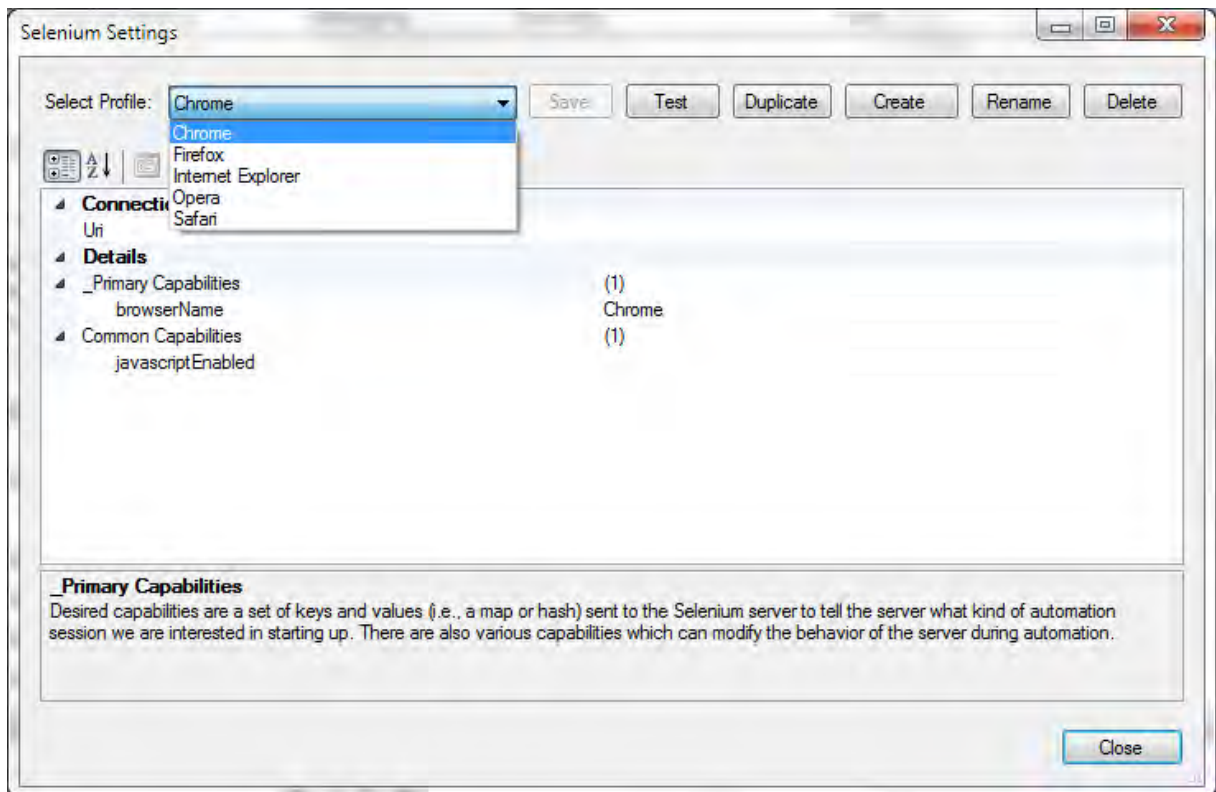 Selenium Settings
Select Profile: Chrome Save Test Duplicate Create Rename Delete
Chrome
Firefox
Internet Explorer
Opera
Safari
Connecti
Uri
Details
_Primary Capabilities (1)
browserName Chrome
Common Capabilities (1)
javascriptEnabled
_Primary Capabilities
Desired capabilities are a set of keys and values (i.e., a map or hash) sent to the Selenium server to tell the server what kind of automation
session we are interested in starting up. There are also various capabilities which can modify the behavior of the server during automation.
Close